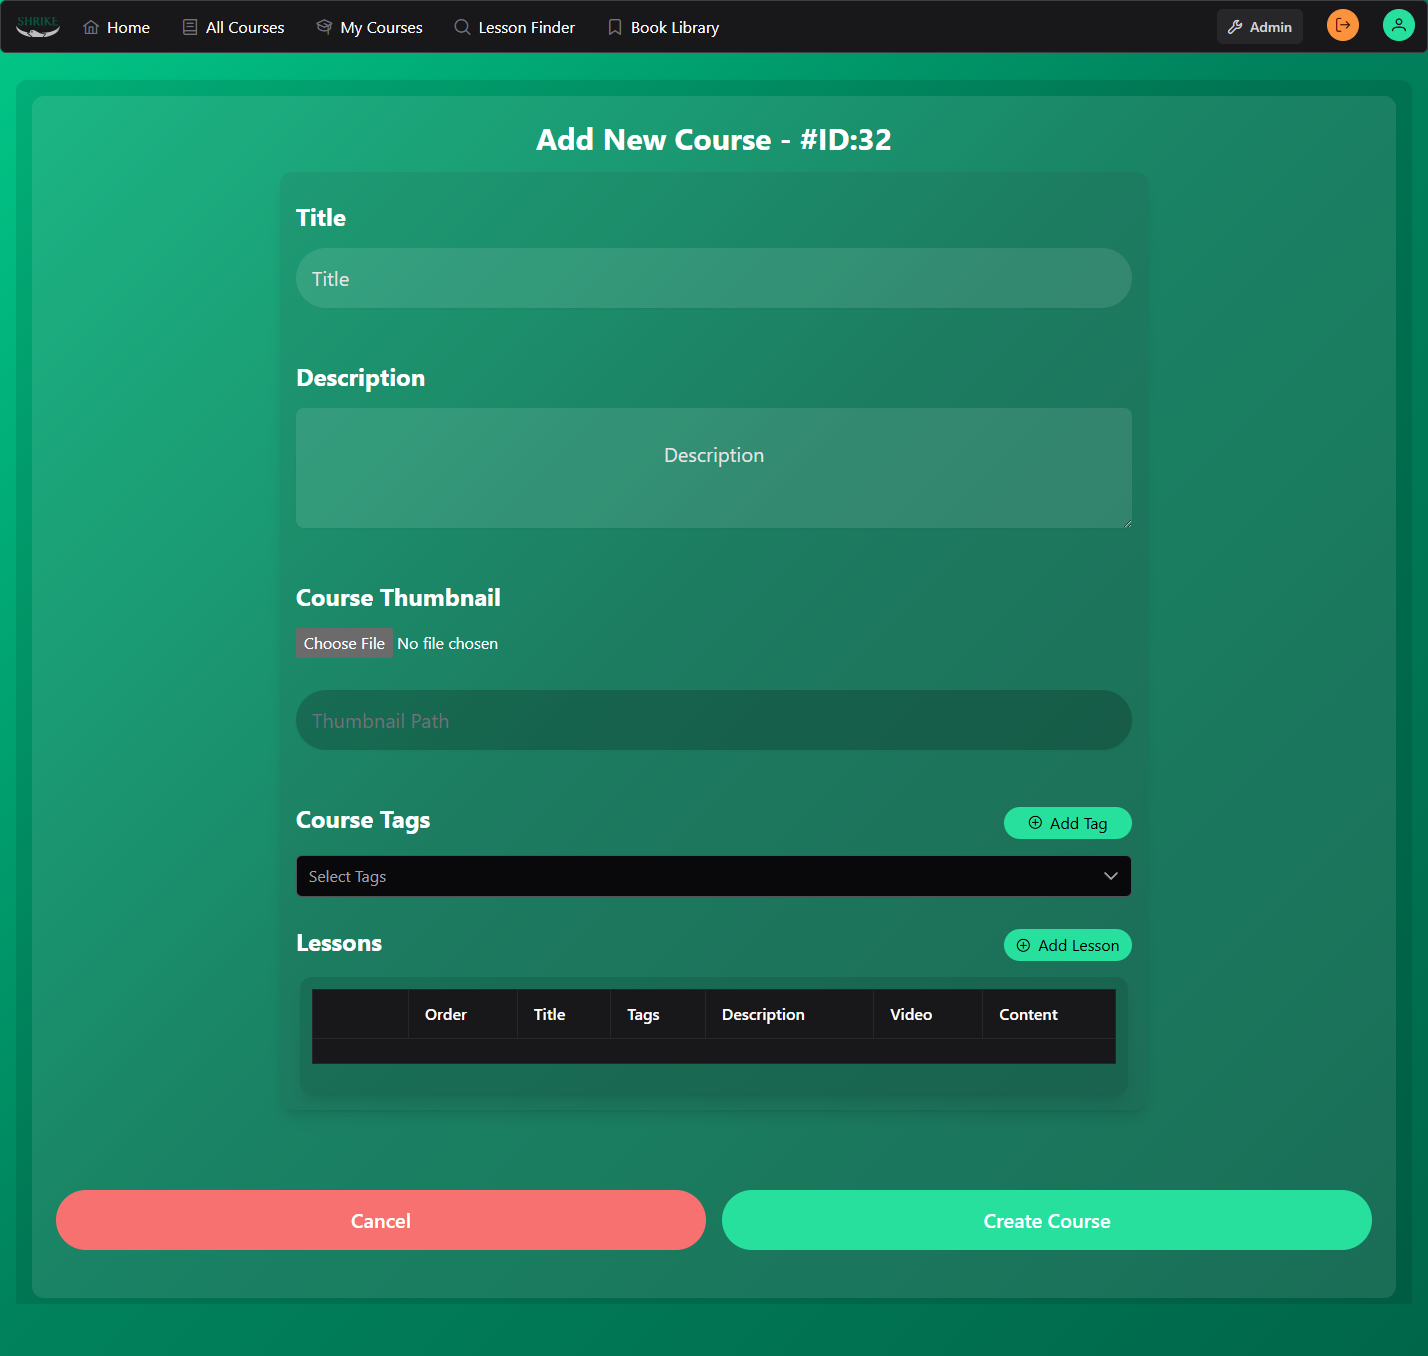 SHRIKE
Home
All Courses
My Courses
Lesson Finder
Book Library
Admin
Add New Course - #ID:32
Title
Title
Description
Description
Course Thumbnail
Choose File No file chosen
Thumbnail Path
Course Tags
Add Tag
Select Tags
Lessons
Add Lesson
Order Title Tags Description Video Content
Cancel
Create Course